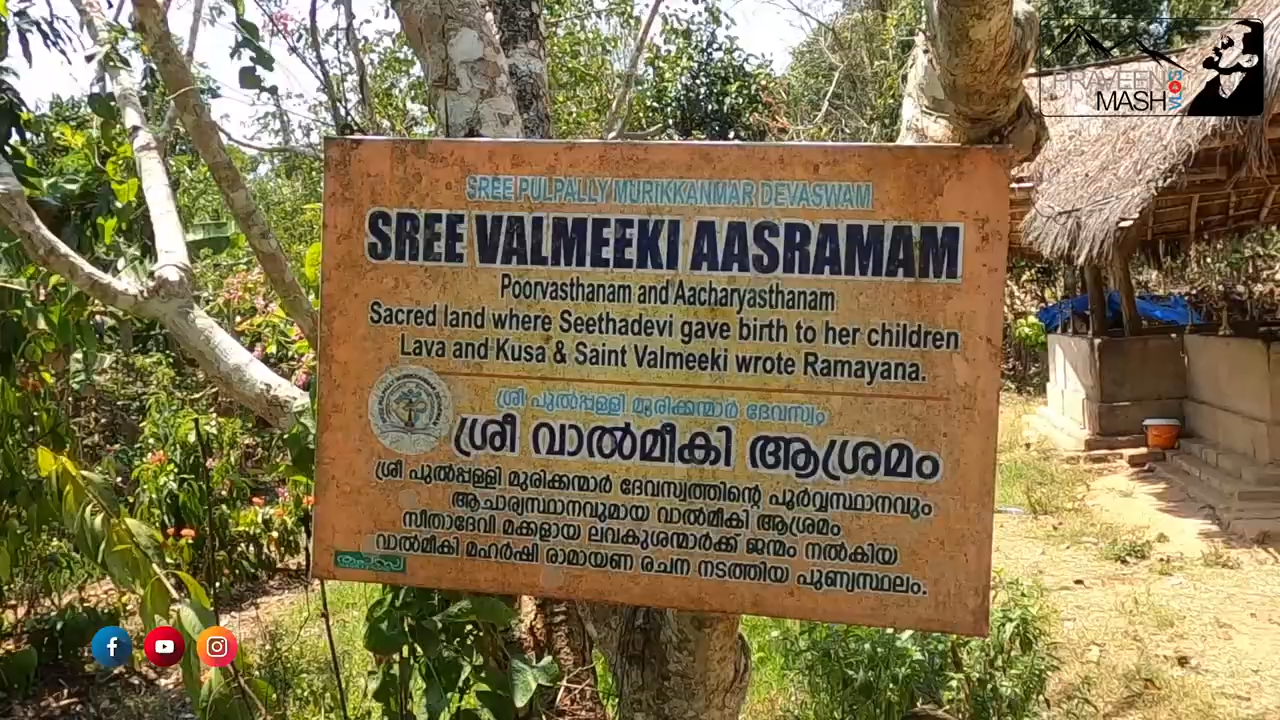 PRAVEEN
MASH VLOGS
SREE PULPALLY MURIKKANMAR DEVASWAM
SREE VALMEEKI AASRAMAM
Poorvasthanam and Aacharyasthanam
Sacred land where Seethadevi gave birth to her children
Lava and Kusa & Saint Valmeeki wrote Ramayana.
ശ്രീ പുൽപ്പള്ളി മുരിക്കന്മാർ ദേവസ്വം
ശ്രീ വാൽമീകി ആശ്രമം
ശ്രീ പുൽപ്പള്ളി മുരിക്കന്മാർ ദേവസ്വത്തിന്റെ പൂർവ്വസ്ഥാനവും
ആചാര്യസ്ഥാനവുമായ വാൽമീകി ആശ്രമം
സീതാദേവി മക്കളായ ലവകുശന്മാർക്ക് ജന്മം നൽകിയ
വാൽമീകി മഹർഷി രാമായണ രചന നടത്തിയ പുണ്യസ്ഥലം.